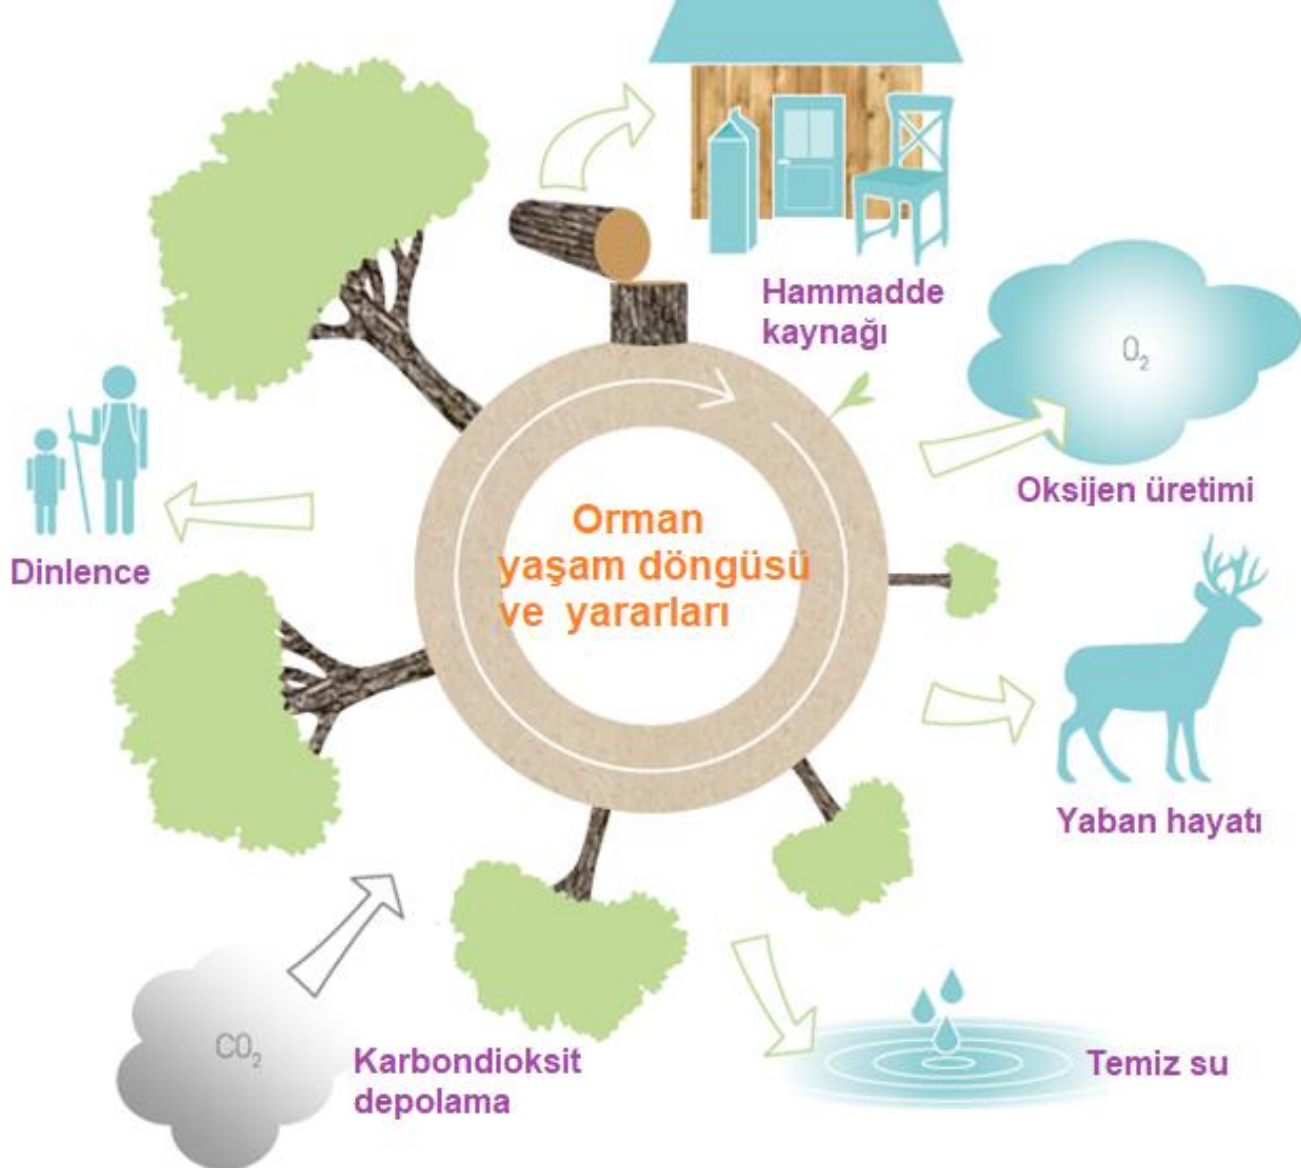 Hammadde
kaynağı
O₂
Oksijen üretimi
Dinlence
Orman
yaşam döngüsü
ve yararları
Yaban hayatı
CO₂
Karbondioksit
depolama
Temiz su